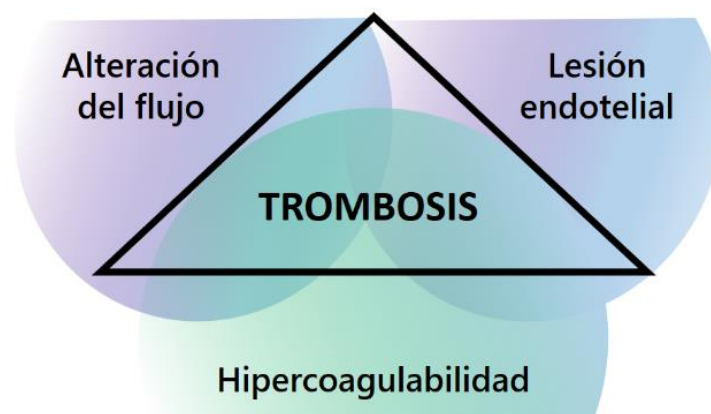 Alteración
del flujo
Lesión
endotelial
TROMBOSIS
Hipercoagulabilidad